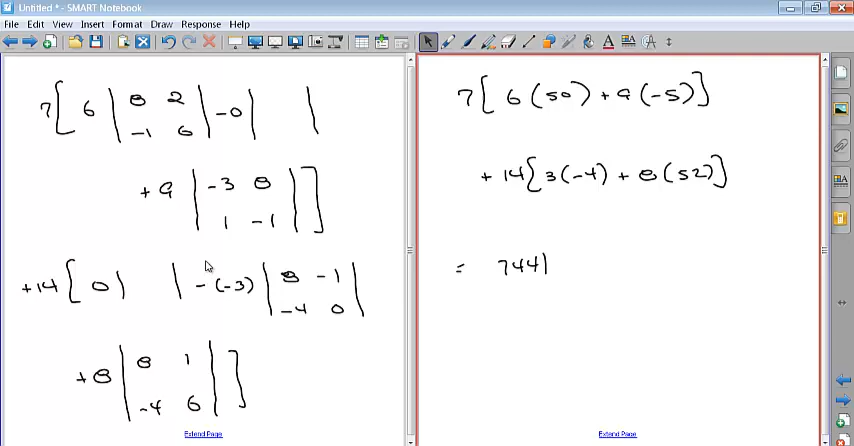 Untitled * - SMART Notebook
File Edit View Insert Format Draw Response Help
7[ 6 | 8 2 | -0| |
-1 6
+ 9 | -3 8 | ]
1 -1
+14 [ 0| | -(-3) | 8 -1 |
-4 0
+8 | 8 1 | ]
-4 6
Extend Page
7[ 6(50) + 9(-5)]
+ 14[3(-4) + 8(52)]
= 7441
Extend Page